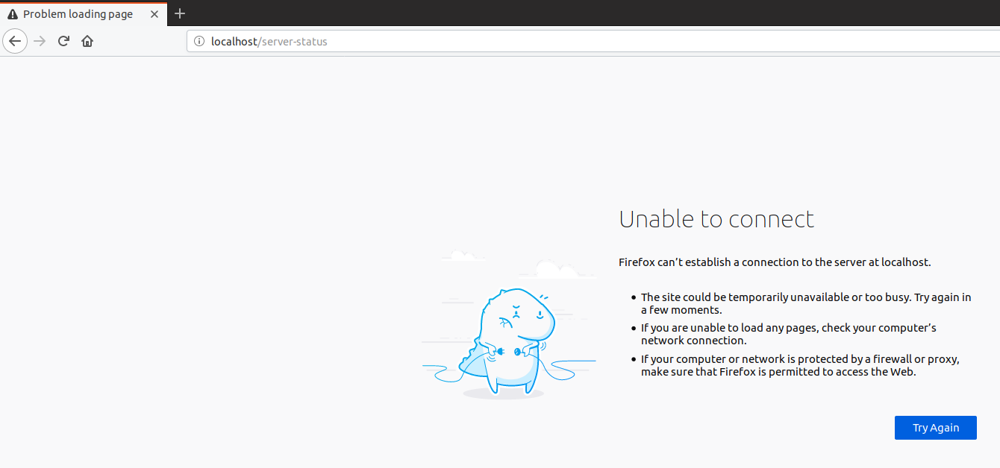 Problem loading page
localhost/server-status
Unable to connect
Firefox can’t establish a connection to the server at localhost.
The site could be temporarily unavailable or too busy. Try again in
a few moments.
If you are unable to load any pages, check your computer’s
network connection.
If your computer or network is protected by a firewall or proxy,
make sure that Firefox is permitted to access the Web.
Try Again